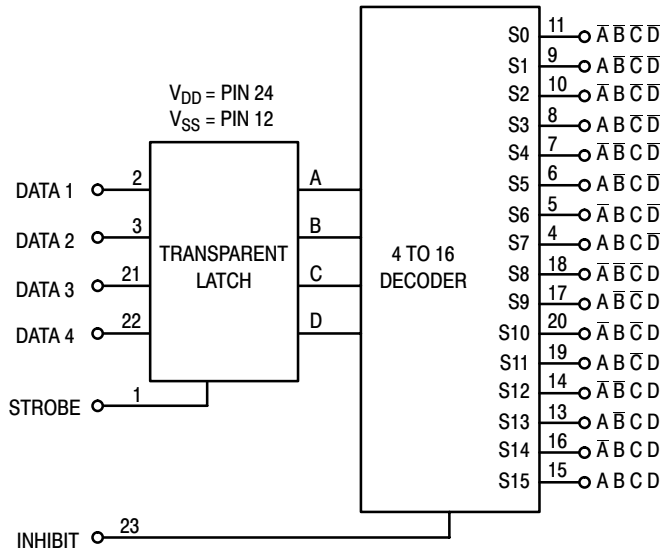 V_DD = PIN 24
V_SS = PIN 12
DATA 1 2
DATA 2 3
DATA 3 21
DATA 4 22
STROBE 1
INHIBIT 23
TRANSPARENT
LATCH
A
B
C
D
4 TO 16
DECODER
S0 11 A̅ B̅ C̅ D̅
S1 9 A B̅ C̅ D̅
S2 10 A̅ B C̅ D̅
S3 8 A B C̅ D̅
S4 7 A̅ B̅ C D̅
S5 6 A B̅ C D̅
S6 5 A̅ B C D̅
S7 4 A B C D̅
S8 18 A̅ B̅ C̅ D
S9 17 A B̅ C̅ D
S10 20 A̅ B C̅ D
S11 19 A B C̅ D
S12 14 A̅ B̅ C D
S13 13 A B̅ C D
S14 16 A̅ B C D
S15 15 A B C D